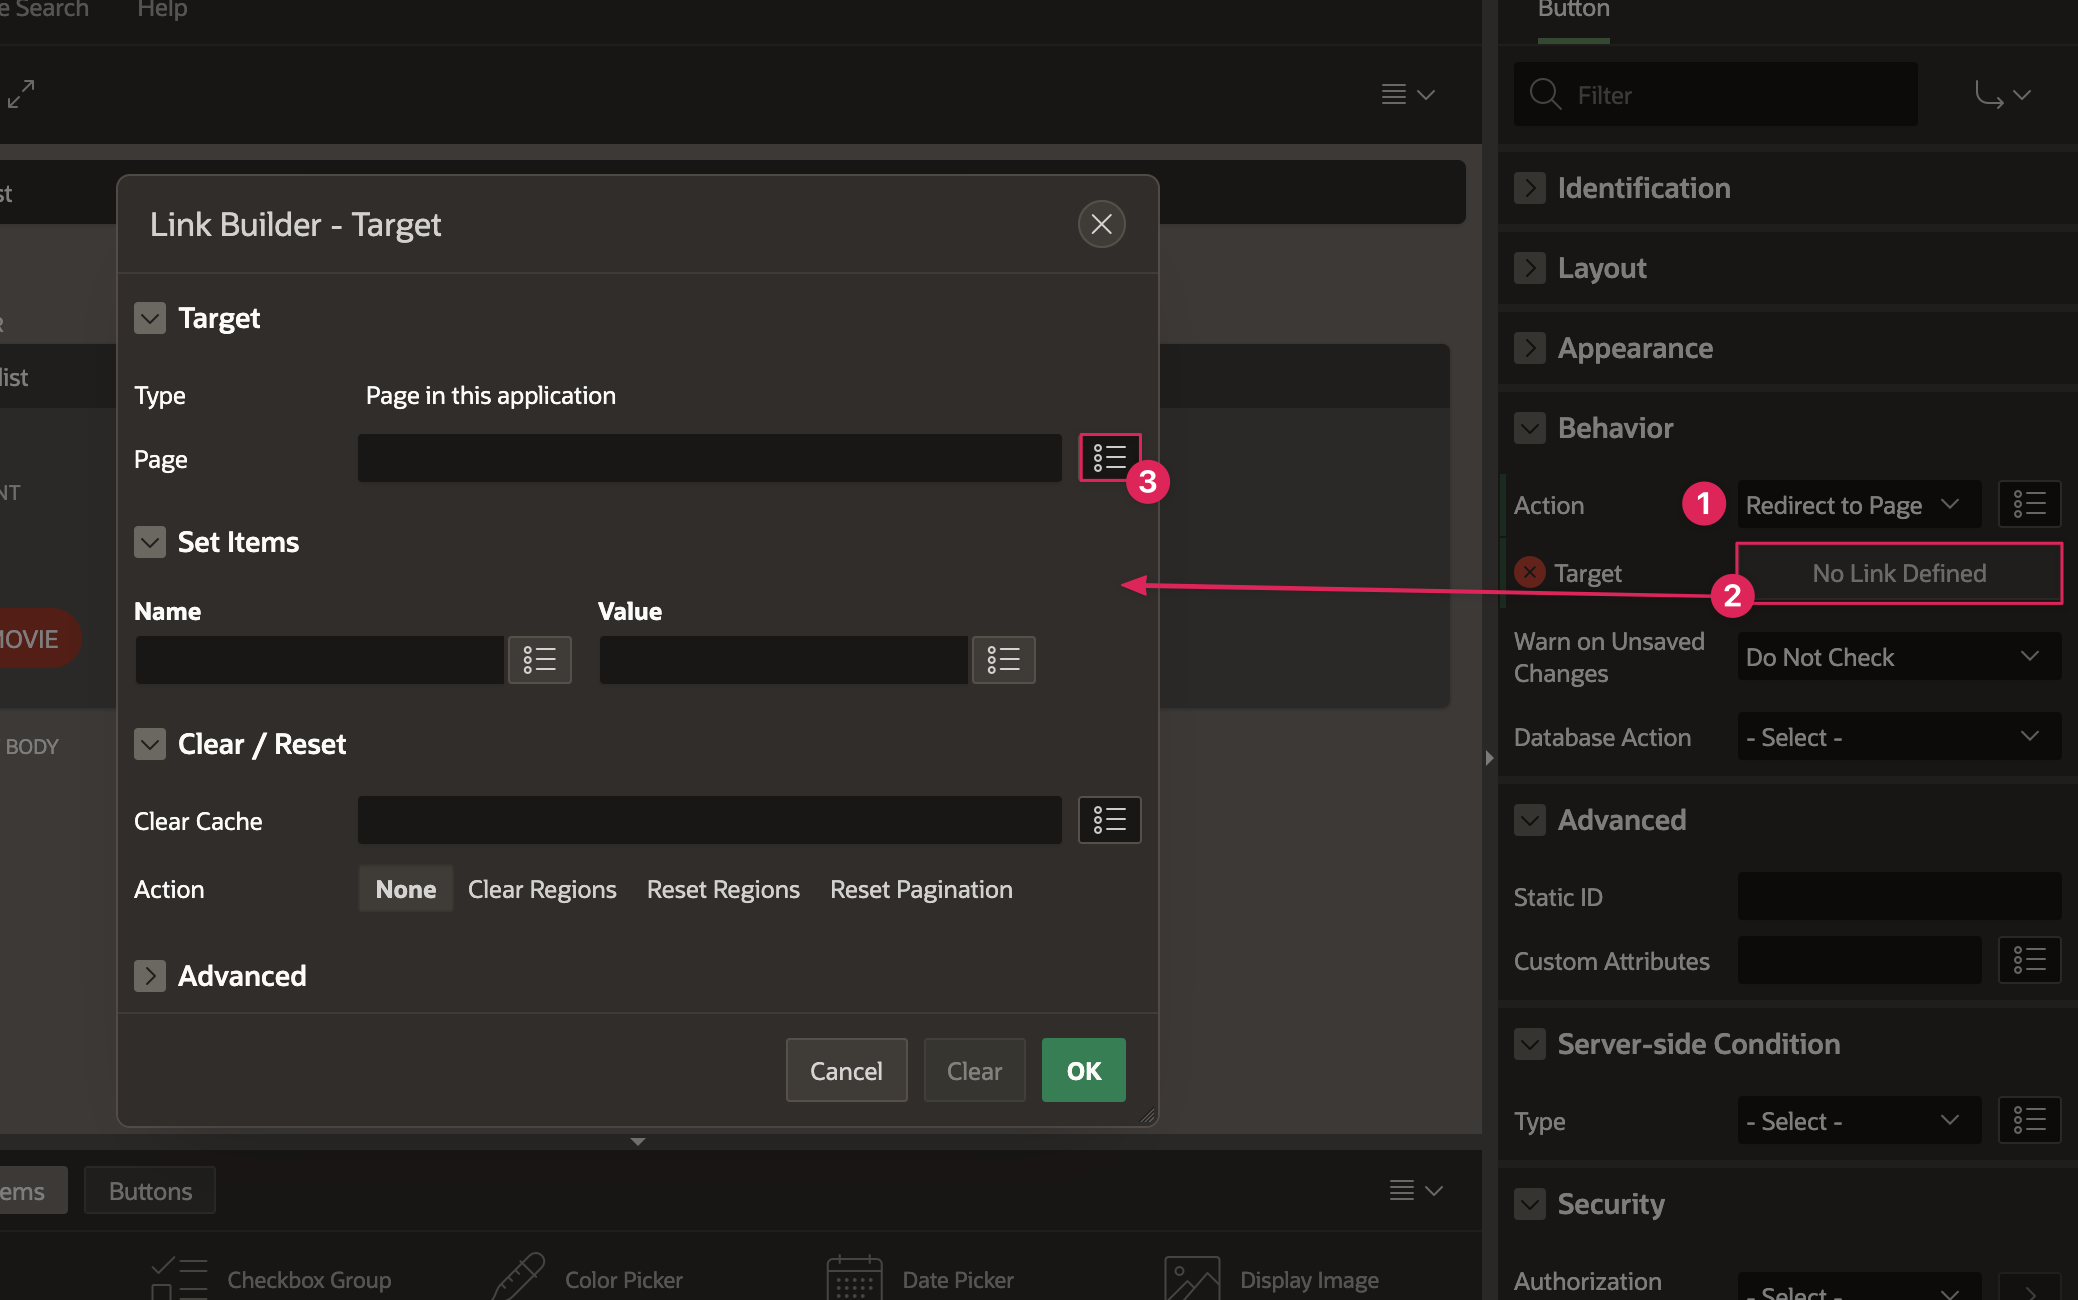 e Search Help
Button
Filter
st
Link Builder - Target
Identification
Layout
Target
R
Appearance
list
Type Page in this application
Behavior
Page
3
NT
Action 1 Redirect to Page
Set Items
Target No Link Defined
2
Name Value
MOVIE
Warn on Unsaved
Changes
Do Not Check
Clear / Reset
BODY
Database Action - Select -
Clear Cache
Advanced
Action None Clear Regions Reset Regions Reset Pagination
Static ID
Advanced
Custom Attributes
Cancel Clear OK
Server-side Condition
Type - Select -
ems Buttons
Security
Checkbox Group Color Picker Date Picker Display Image
Authorization
- Select -